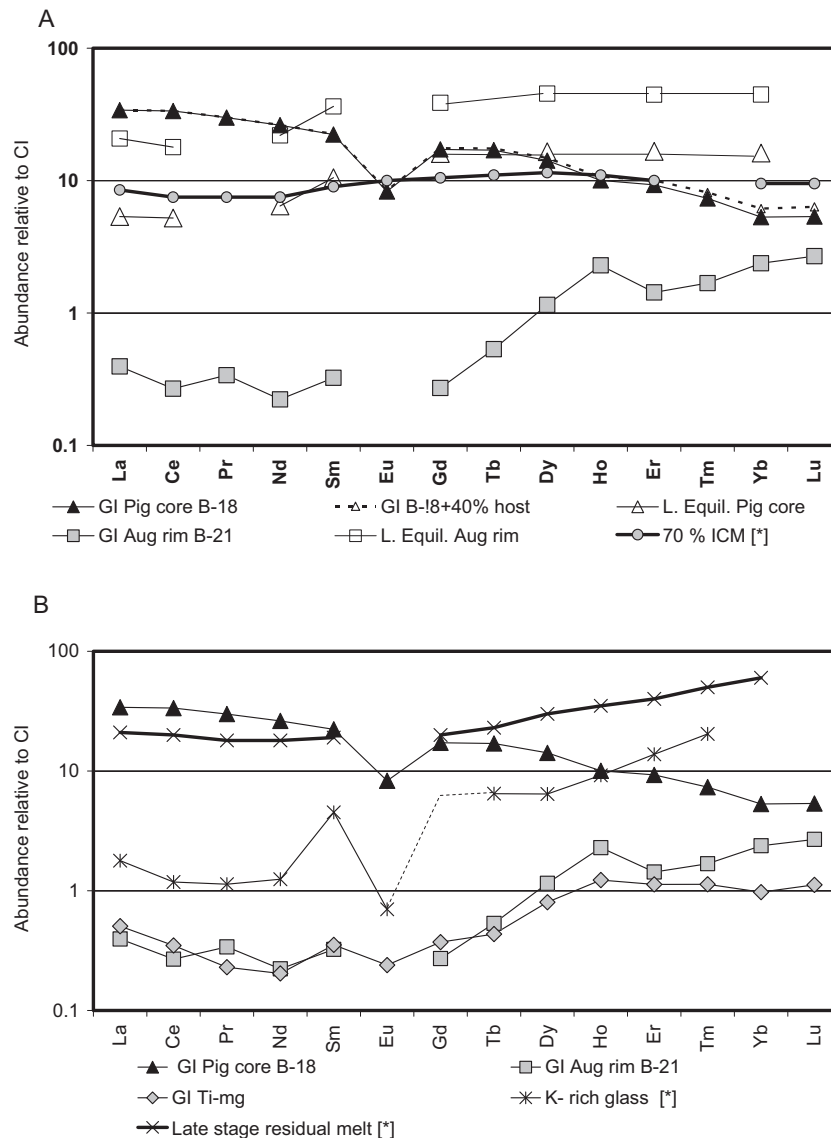 A
Abundance relative to CI
100
10
1
0.1
La Ce Pr Nd Sm Eu Gd Tb Dy Ho Er Tm Yb Lu
GI Pig core B-18 GI B-!8+40% host L. Equil. Pig core
GI Aug rim B-21 L. Equil. Aug rim 70 % ICM [*]
B
Abundance relative to CI
100
10
1
0.1
La Ce Pr Nd Sm Eu Gd Tb Dy Ho Er Tm Yb Lu
GI Pig core B-18 GI Aug rim B-21
GI Ti-mg K- rich glass [*]
Late stage residual melt [*]